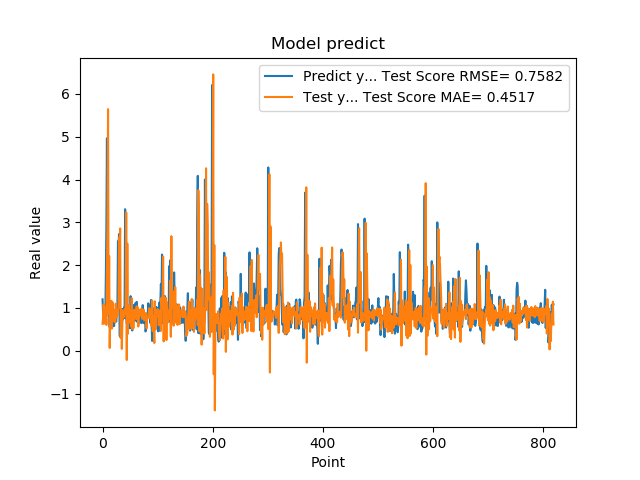 Model predict
Predict y... Test Score RMSE= 0.7582
Test y... Test Score MAE= 0.4517
Real value
6
5
4
3
2
1
0
−1
0 200 400 600 800
Point